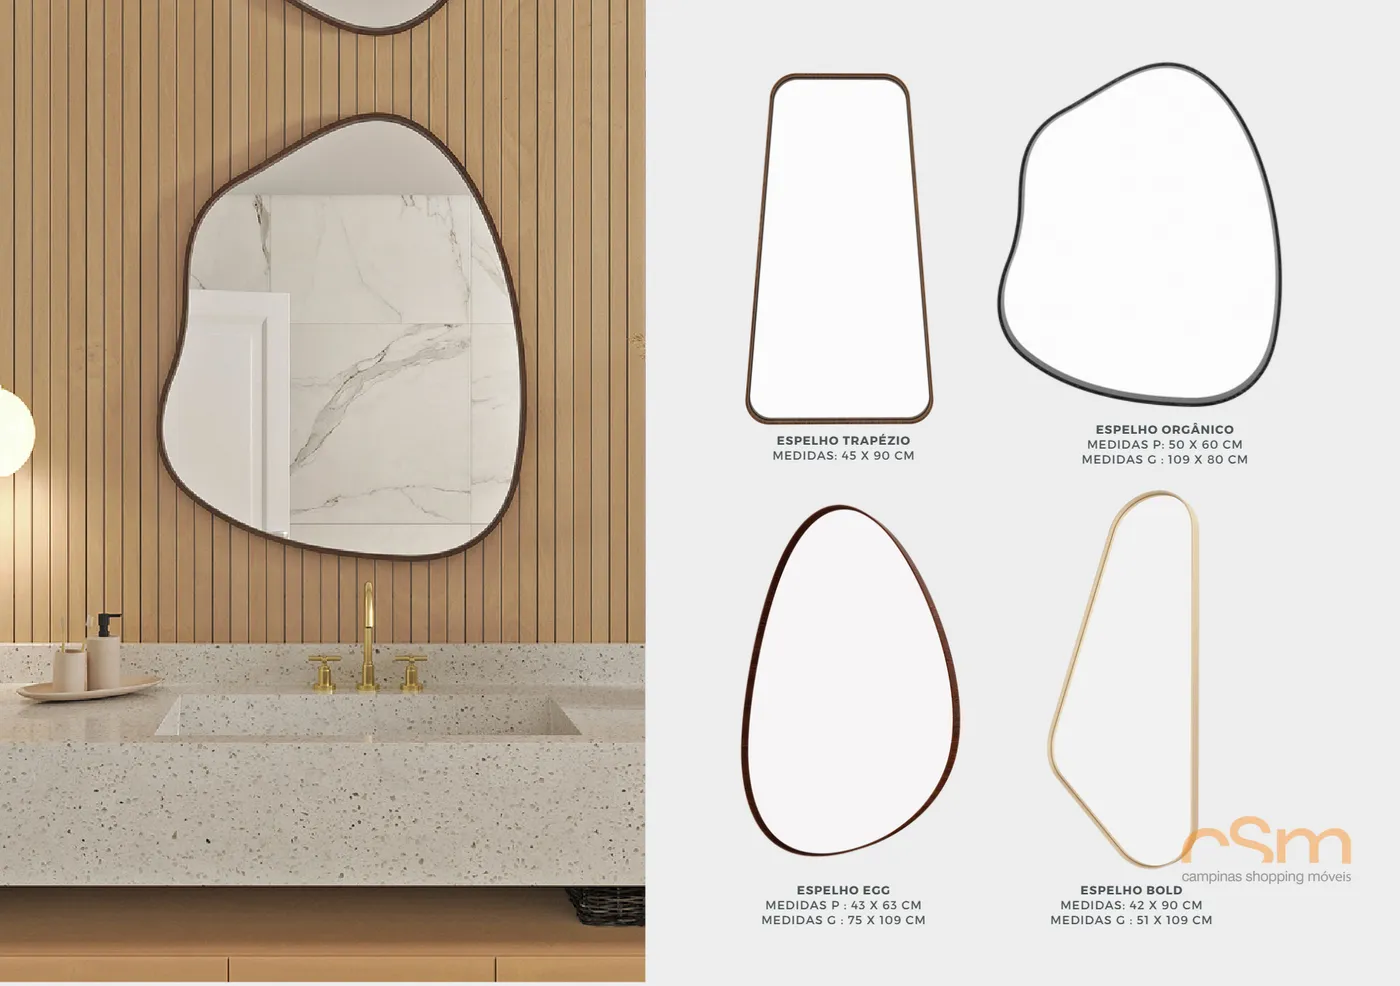 ESPELHO TRAPÉZIO
MEDIDAS: 45 X 90 CM
ESPELHO ORGÂNICO
MEDIDAS P: 50 X 60 CM
MEDIDAS G : 109 X 80 CM
ESPELHO EGG
MEDIDAS P : 43 X 63 CM
MEDIDAS G : 75 X 109 CM
ESPELHO BOLD
MEDIDAS: 42 X 90 CM
MEDIDAS G : 51 X 109 CM
rsm
campinas shopping móveis